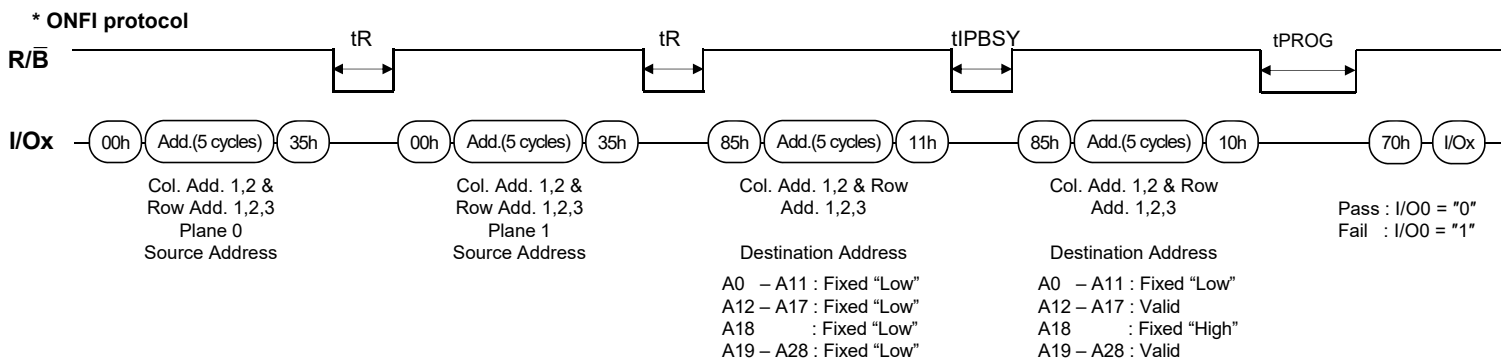 * ONFI protocol
R/B̅
tR
tR
tIPBSY
tPROG
I/Ox
00h Add.(5 cycles) 35h
00h Add.(5 cycles) 35h
85h Add.(5 cycles) 11h
85h Add.(5 cycles) 10h
70h I/Ox
Col. Add. 1,2 &
Row Add. 1,2,3
Plane 0
Source Address
Col. Add. 1,2 &
Row Add. 1,2,3
Plane 1
Source Address
Col. Add. 1,2 & Row
Add. 1,2,3
Destination Address
A0 – A11 : Fixed “Low”
A12 – A17 : Fixed “Low”
A18 : Fixed “Low”
A19 – A28 : Fixed “Low”
Col. Add. 1,2 & Row
Add. 1,2,3
Destination Address
A0 – A11 : Fixed “Low”
A12 – A17 : Valid
A18 : Fixed “High”
A19 – A28 : Valid
Pass : I/O0 = ″0″
Fail : I/O0 = ″1″